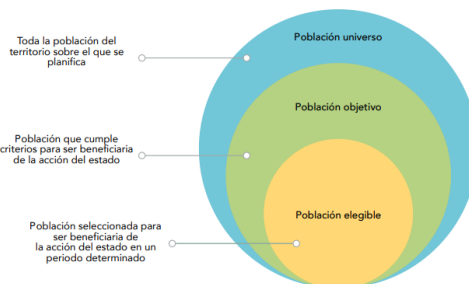 Toda la población del
territorio sobre el que se
planifica
Población universo
Población objetivo
Población que cumple
criterios para ser beneficiaria
de la acción del estado
Población elegible
Población seleccionada para
ser beneficiaria de
la acción del estado en un
periodo determinado